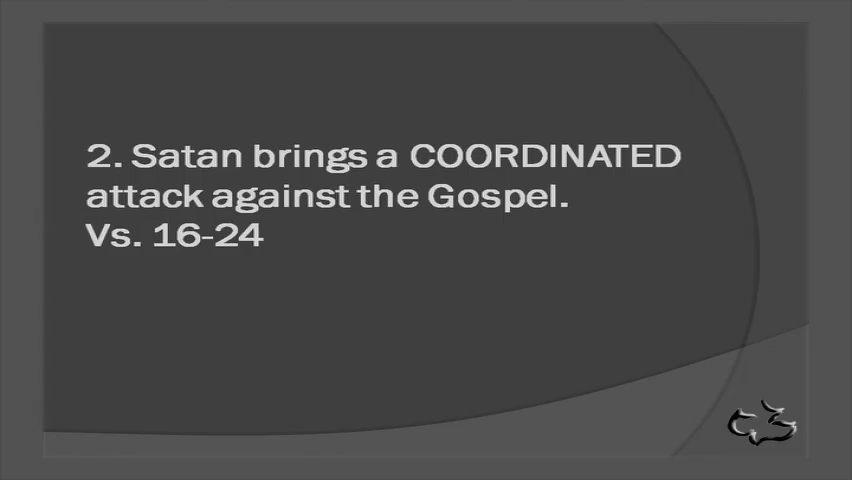 2. Satan brings a COORDINATED
attack against the Gospel.
Vs. 16-24